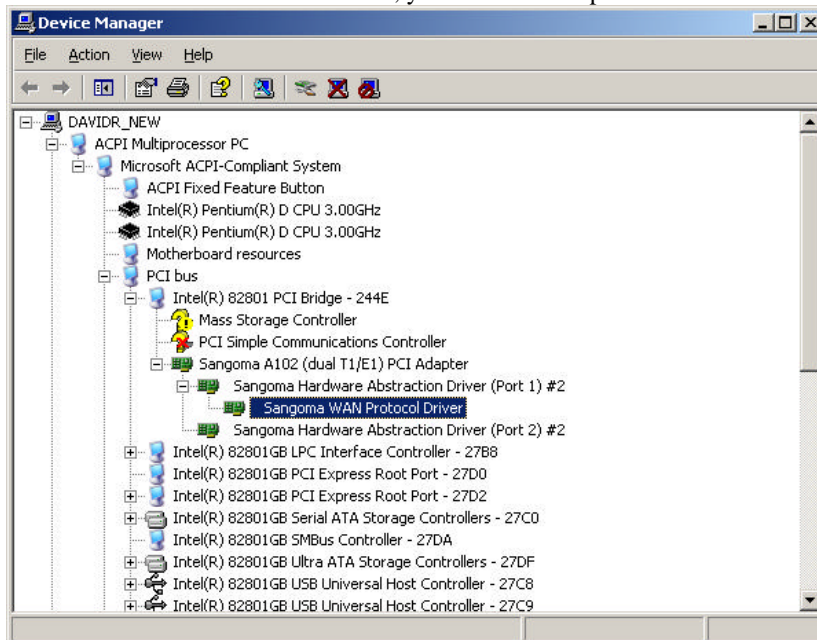 Device Manager
File Action View Help
DAVIDR_NEW
ACPI Multiprocessor PC
Microsoft ACPI-Compliant System
ACPI Fixed Feature Button
Intel(R) Pentium(R) D CPU 3.00GHz
Intel(R) Pentium(R) D CPU 3.00GHz
Motherboard resources
PCI bus
Intel(R) 82801 PCI Bridge - 244E
Mass Storage Controller
PCI Simple Communications Controller
Sangoma A102 (dual T1/E1) PCI Adapter
Sangoma Hardware Abstraction Driver (Port 1) #2
Sangoma WAN Protocol Driver
Sangoma Hardware Abstraction Driver (Port 2) #2
Intel(R) 82801GB LPC Interface Controller - 27B8
Intel(R) 82801GB PCI Express Root Port - 27D0
Intel(R) 82801GB PCI Express Root Port - 27D2
Intel(R) 82801GB Serial ATA Storage Controllers - 27C0
Intel(R) 82801GB SMBus Controller - 27DA
Intel(R) 82801GB Ultra ATA Storage Controllers - 27DF
Intel(R) 82801GB USB Universal Host Controller - 27C8
Intel(R) 82801GB USB Universal Host Controller - 27C9